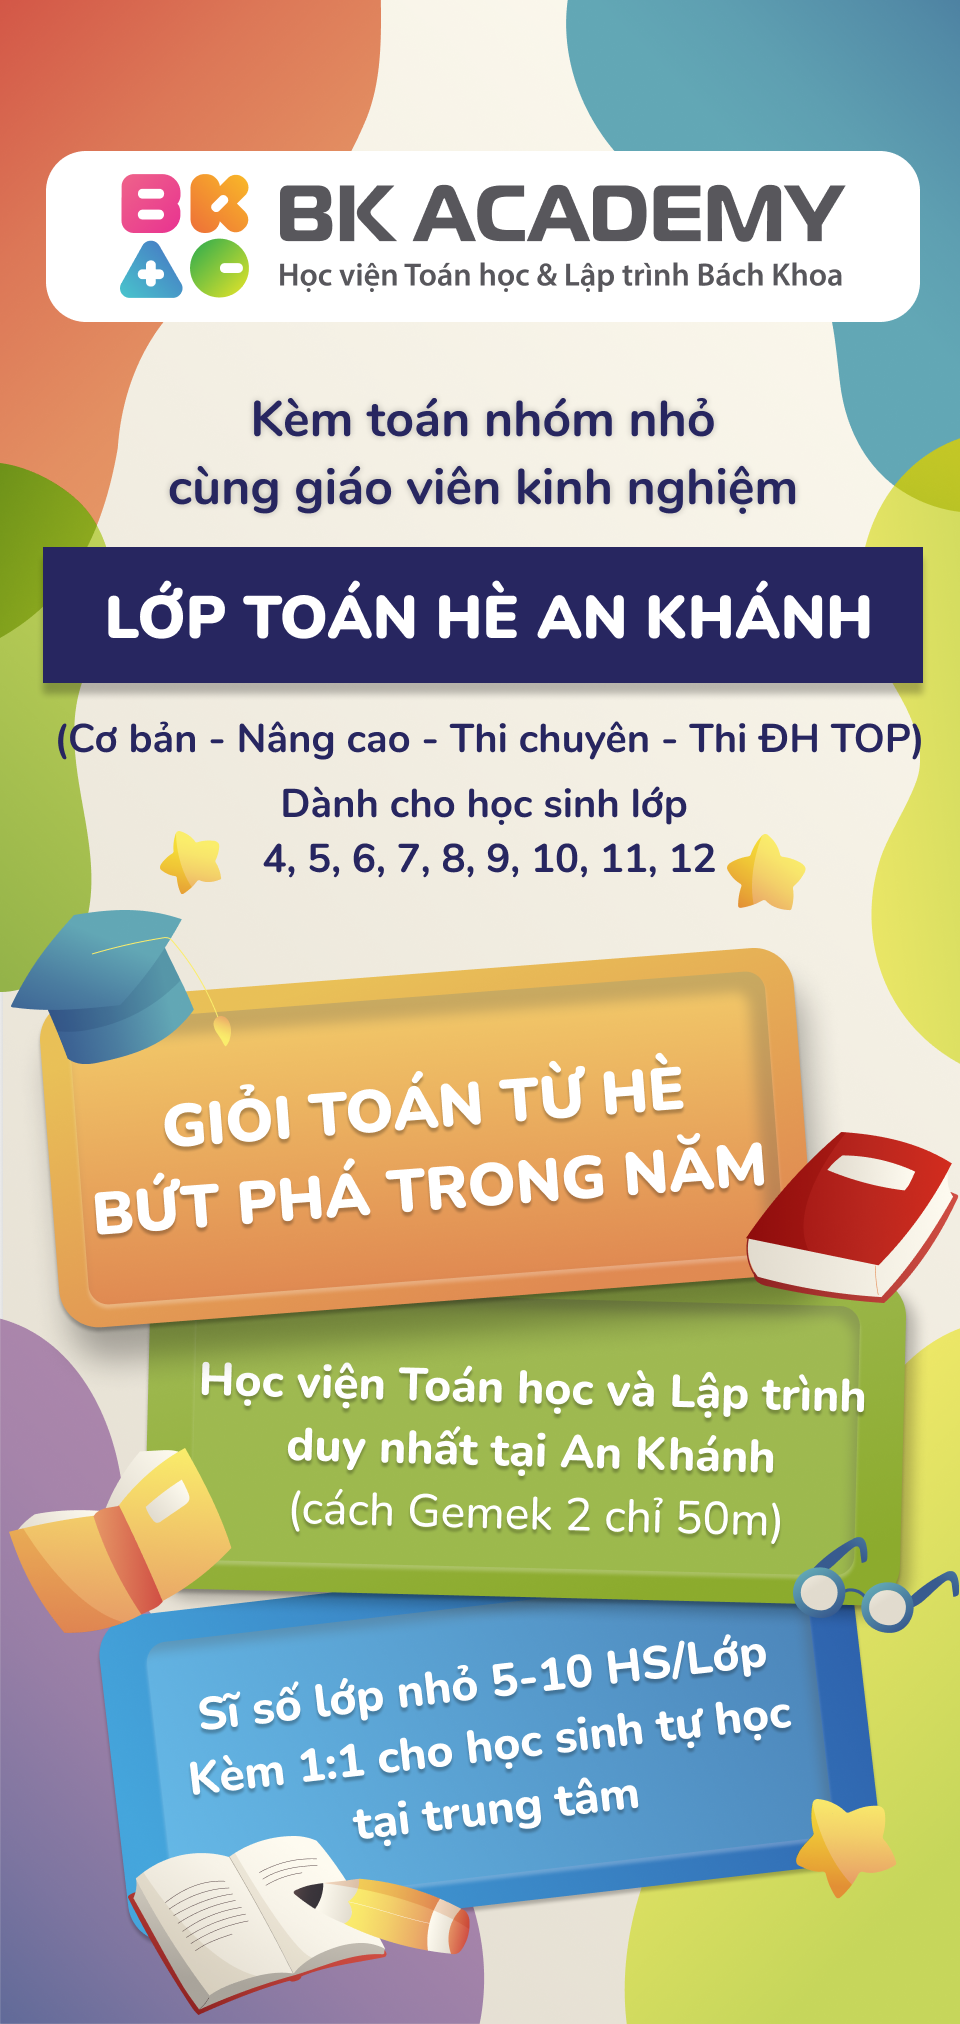 BK ACADEMY
Học viện Toán học & Lập trình Bách Khoa
Kèm toán nhóm nhỏ
cùng giáo viên kinh nghiệm
LỚP TOÁN HÈ AN KHÁNH
(Cơ bản - Nâng cao - Thi chuyên - Thi ĐH TOP)
Dành cho học sinh lớp
4, 5, 6, 7, 8, 9, 10, 11, 12
GIỎI TOÁN TỪ HÈ
BỨT PHÁ TRONG NĂM
Học viện Toán học và Lập trình
duy nhất tại An Khánh
(cách Gemek 2 chỉ 50m)
Sĩ số lớp nhỏ 5-10 HS/Lớp
Kèm 1:1 cho học sinh tự học
tại trung tâm